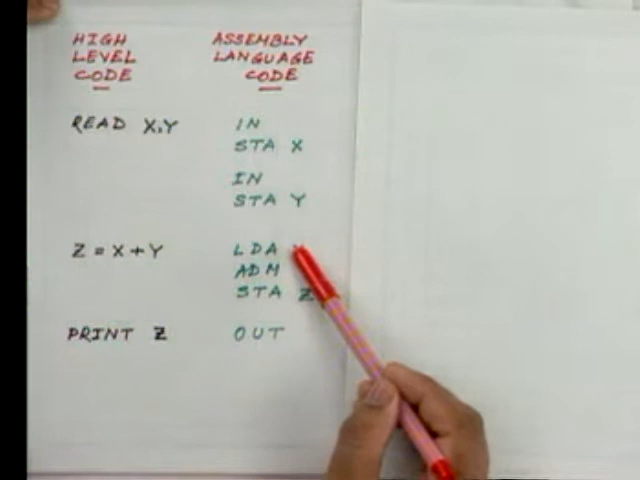 HIGH LEVEL CODE
ASSEMBLY LANGUAGE CODE
READ X,Y
IN
STA X
IN
STA Y
Z = X + Y
LDA
ADM
STA Z
PRINT Z
OUT